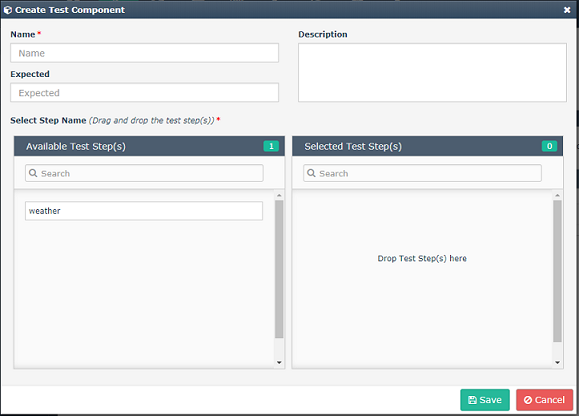 Create Test Component
Name *
Name
Description
Expected
Expected
Select Step Name (Drag and drop the test step(s)) *
Available Test Step(s) 1
Selected Test Step(s) 0
Search
Search
weather
Drop Test Step(s) here
Save
Cancel